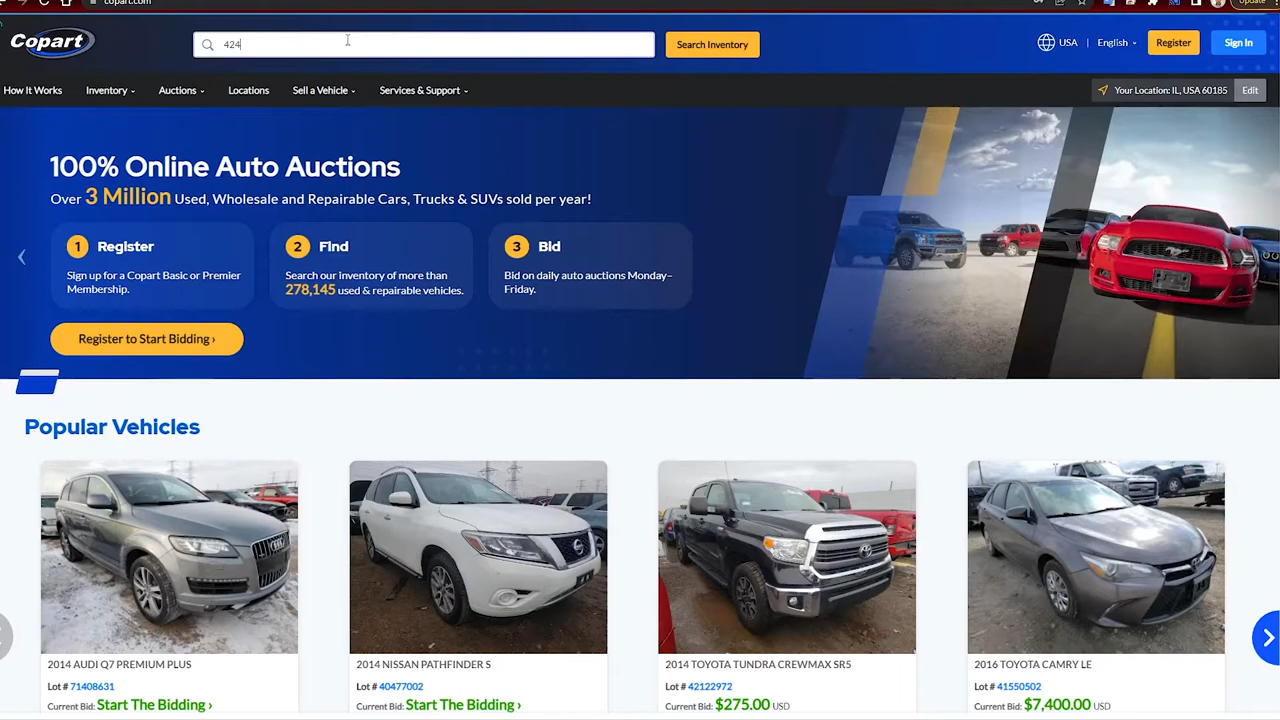 copart.com
Update
Copart
424
Search Inventory
USA
English
Register
Sign In
How It Works
Inventory
Auctions
Locations
Sell a Vehicle
Services & Support
Your Location: IL, USA 60185
Edit
100% Online Auto Auctions
Over 3 Million Used, Wholesale and Repairable Cars, Trucks & SUVs sold per year!
1 Register
Sign up for a Copart Basic or Premier
Membership.
2 Find
Search our inventory of more than
278,145 used & repairable vehicles.
3 Bid
Bid on daily auto auctions Monday–
Friday.
Register to Start Bidding ›
Popular Vehicles
2014 AUDI Q7 PREMIUM PLUS
Lot # 71408631
Current Bid: Start The Bidding ›
2014 NISSAN PATHFINDER S
Lot # 40477002
Current Bid: Start The Bidding ›
2014 TOYOTA TUNDRA CREWMAX SR5
Lot # 42122972
Current Bid: $275.00 USD
2016 TOYOTA CAMRY LE
Lot # 41550502
Current Bid: $7,400.00 USD